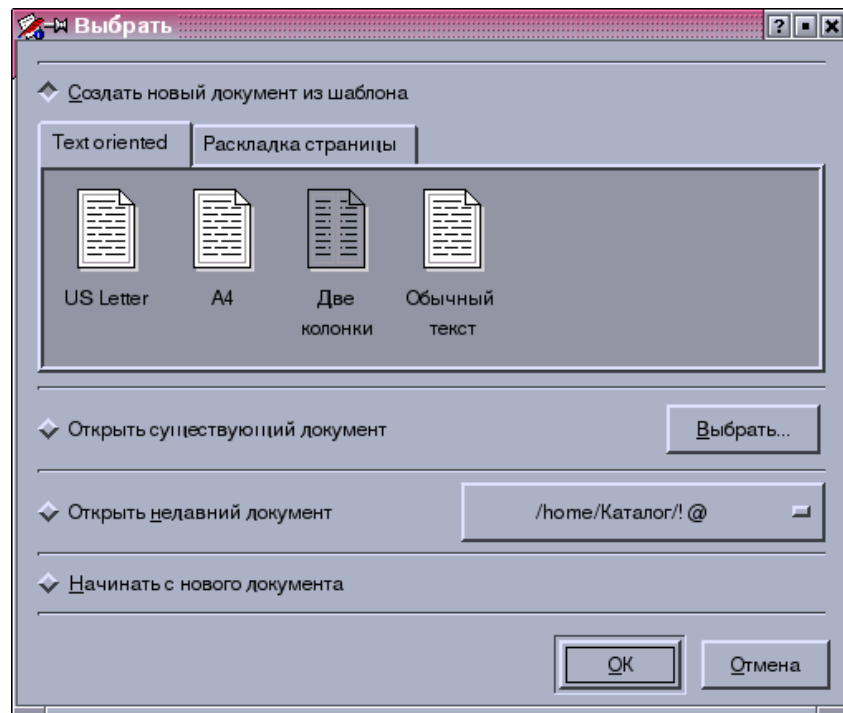 Выбрать
Создать новый документ из шаблона
Text oriented Раскладка страницы
US Letter A4 Две колонки Обычный текст
Открыть существующий документ Выбрать...
Открыть недавний документ /home/Каталог/! @
Начинать с нового документа
OK Отмена